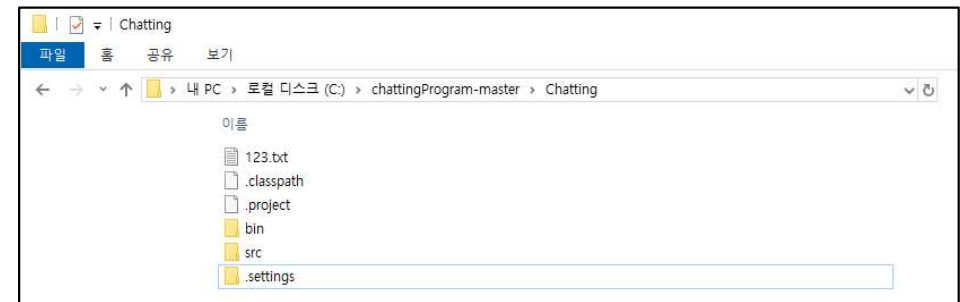 Chatting
파일 홈 공유 보기
내 PC › 로컬 디스크 (C:) › chattingProgram-master › Chatting
이름
123.txt
.classpath
.project
bin
src
.settings